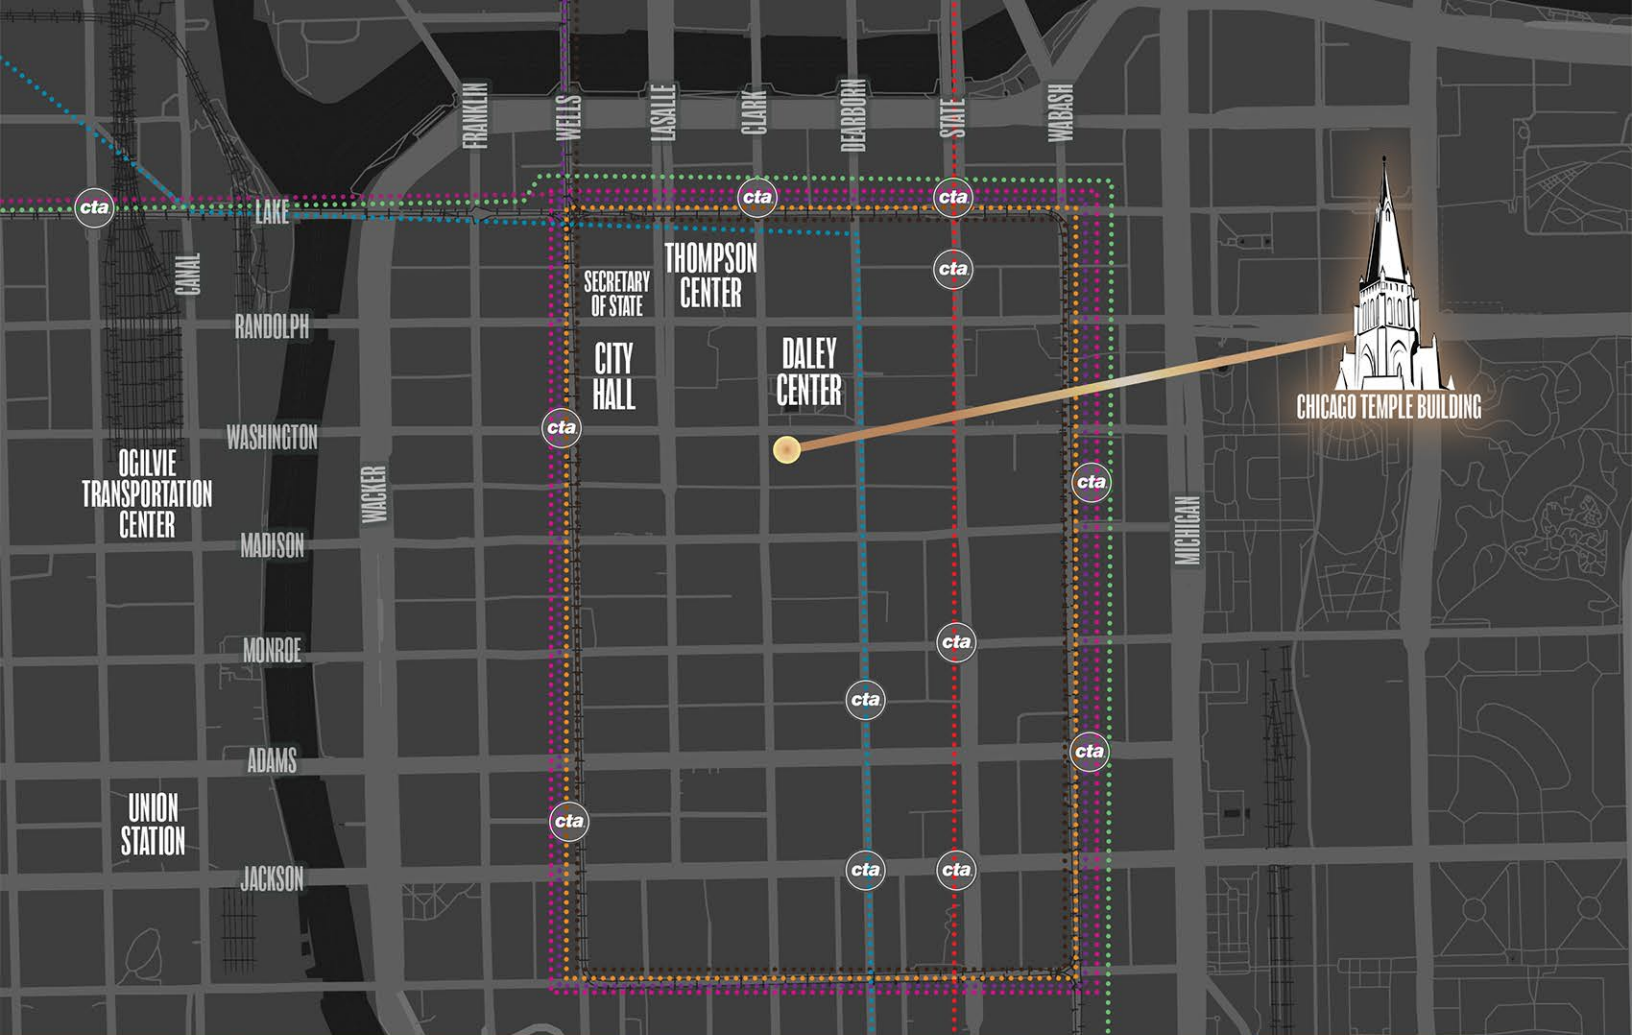 FRANKLIN
WELLS
LASALLE
CLARK
DEARBORN
STATE
WABASH
cta
cta
cta
LAKE
CANAL
cta
SECRETARY
OF STATE
THOMPSON
CENTER
RANDOLPH
CITY
HALL
DALEY
CENTER
CHICAGO TEMPLE BUILDING
cta
WASHINGTON
OGILVIE
TRANSPORTATION
CENTER
WACKER
cta
MICHIGAN
MADISON
MONROE
cta
cta
ADAMS
cta
UNION
STATION
cta
JACKSON
cta
cta